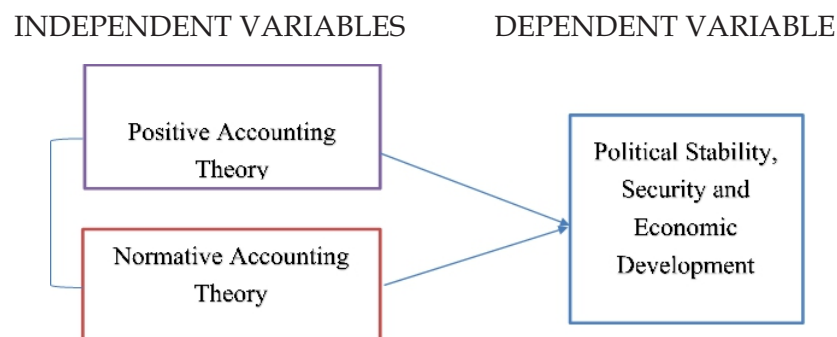 INDEPENDENT VARIABLES
DEPENDENT VARIABLE
Positive Accounting
Theory
Normative Accounting
Theory
Political Stability,
Security and
Economic
Development